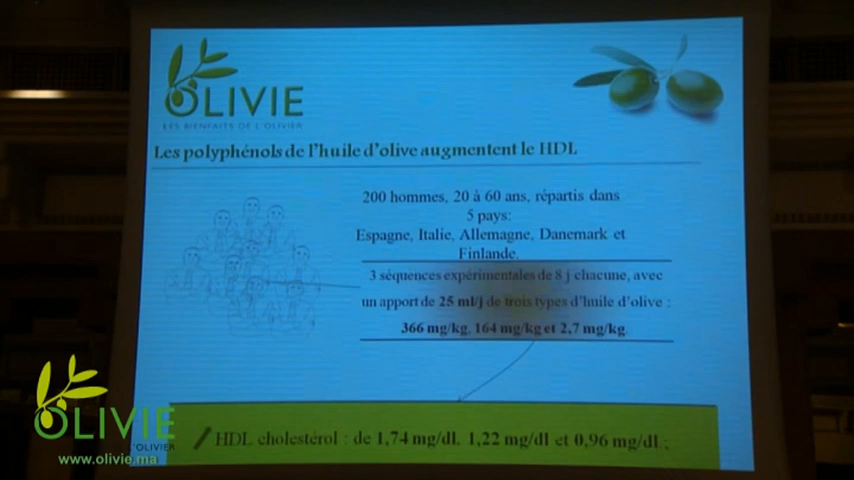 OLIVIE
LES BIENFAITS DE L'OLIVIER
Les polyphénols de l'huile d'olive augmentent le HDL
200 hommes, 20 à 60 ans, répartis dans
5 pays:
Espagne, Italie, Allemagne, Danemark et
Finlande.
3 séquences expérimentales de 8 j chacune, avec
un apport de 25 ml/j de trois types d'huile d'olive :
366 mg/kg, 164 mg/kg et 2,7 mg/kg.
HDL cholestérol : de 1,74 mg/dl, 1,22 mg/dl et 0,96 mg/dl ;
OLIVIE
L'OLIVIER
www.olivie.ma